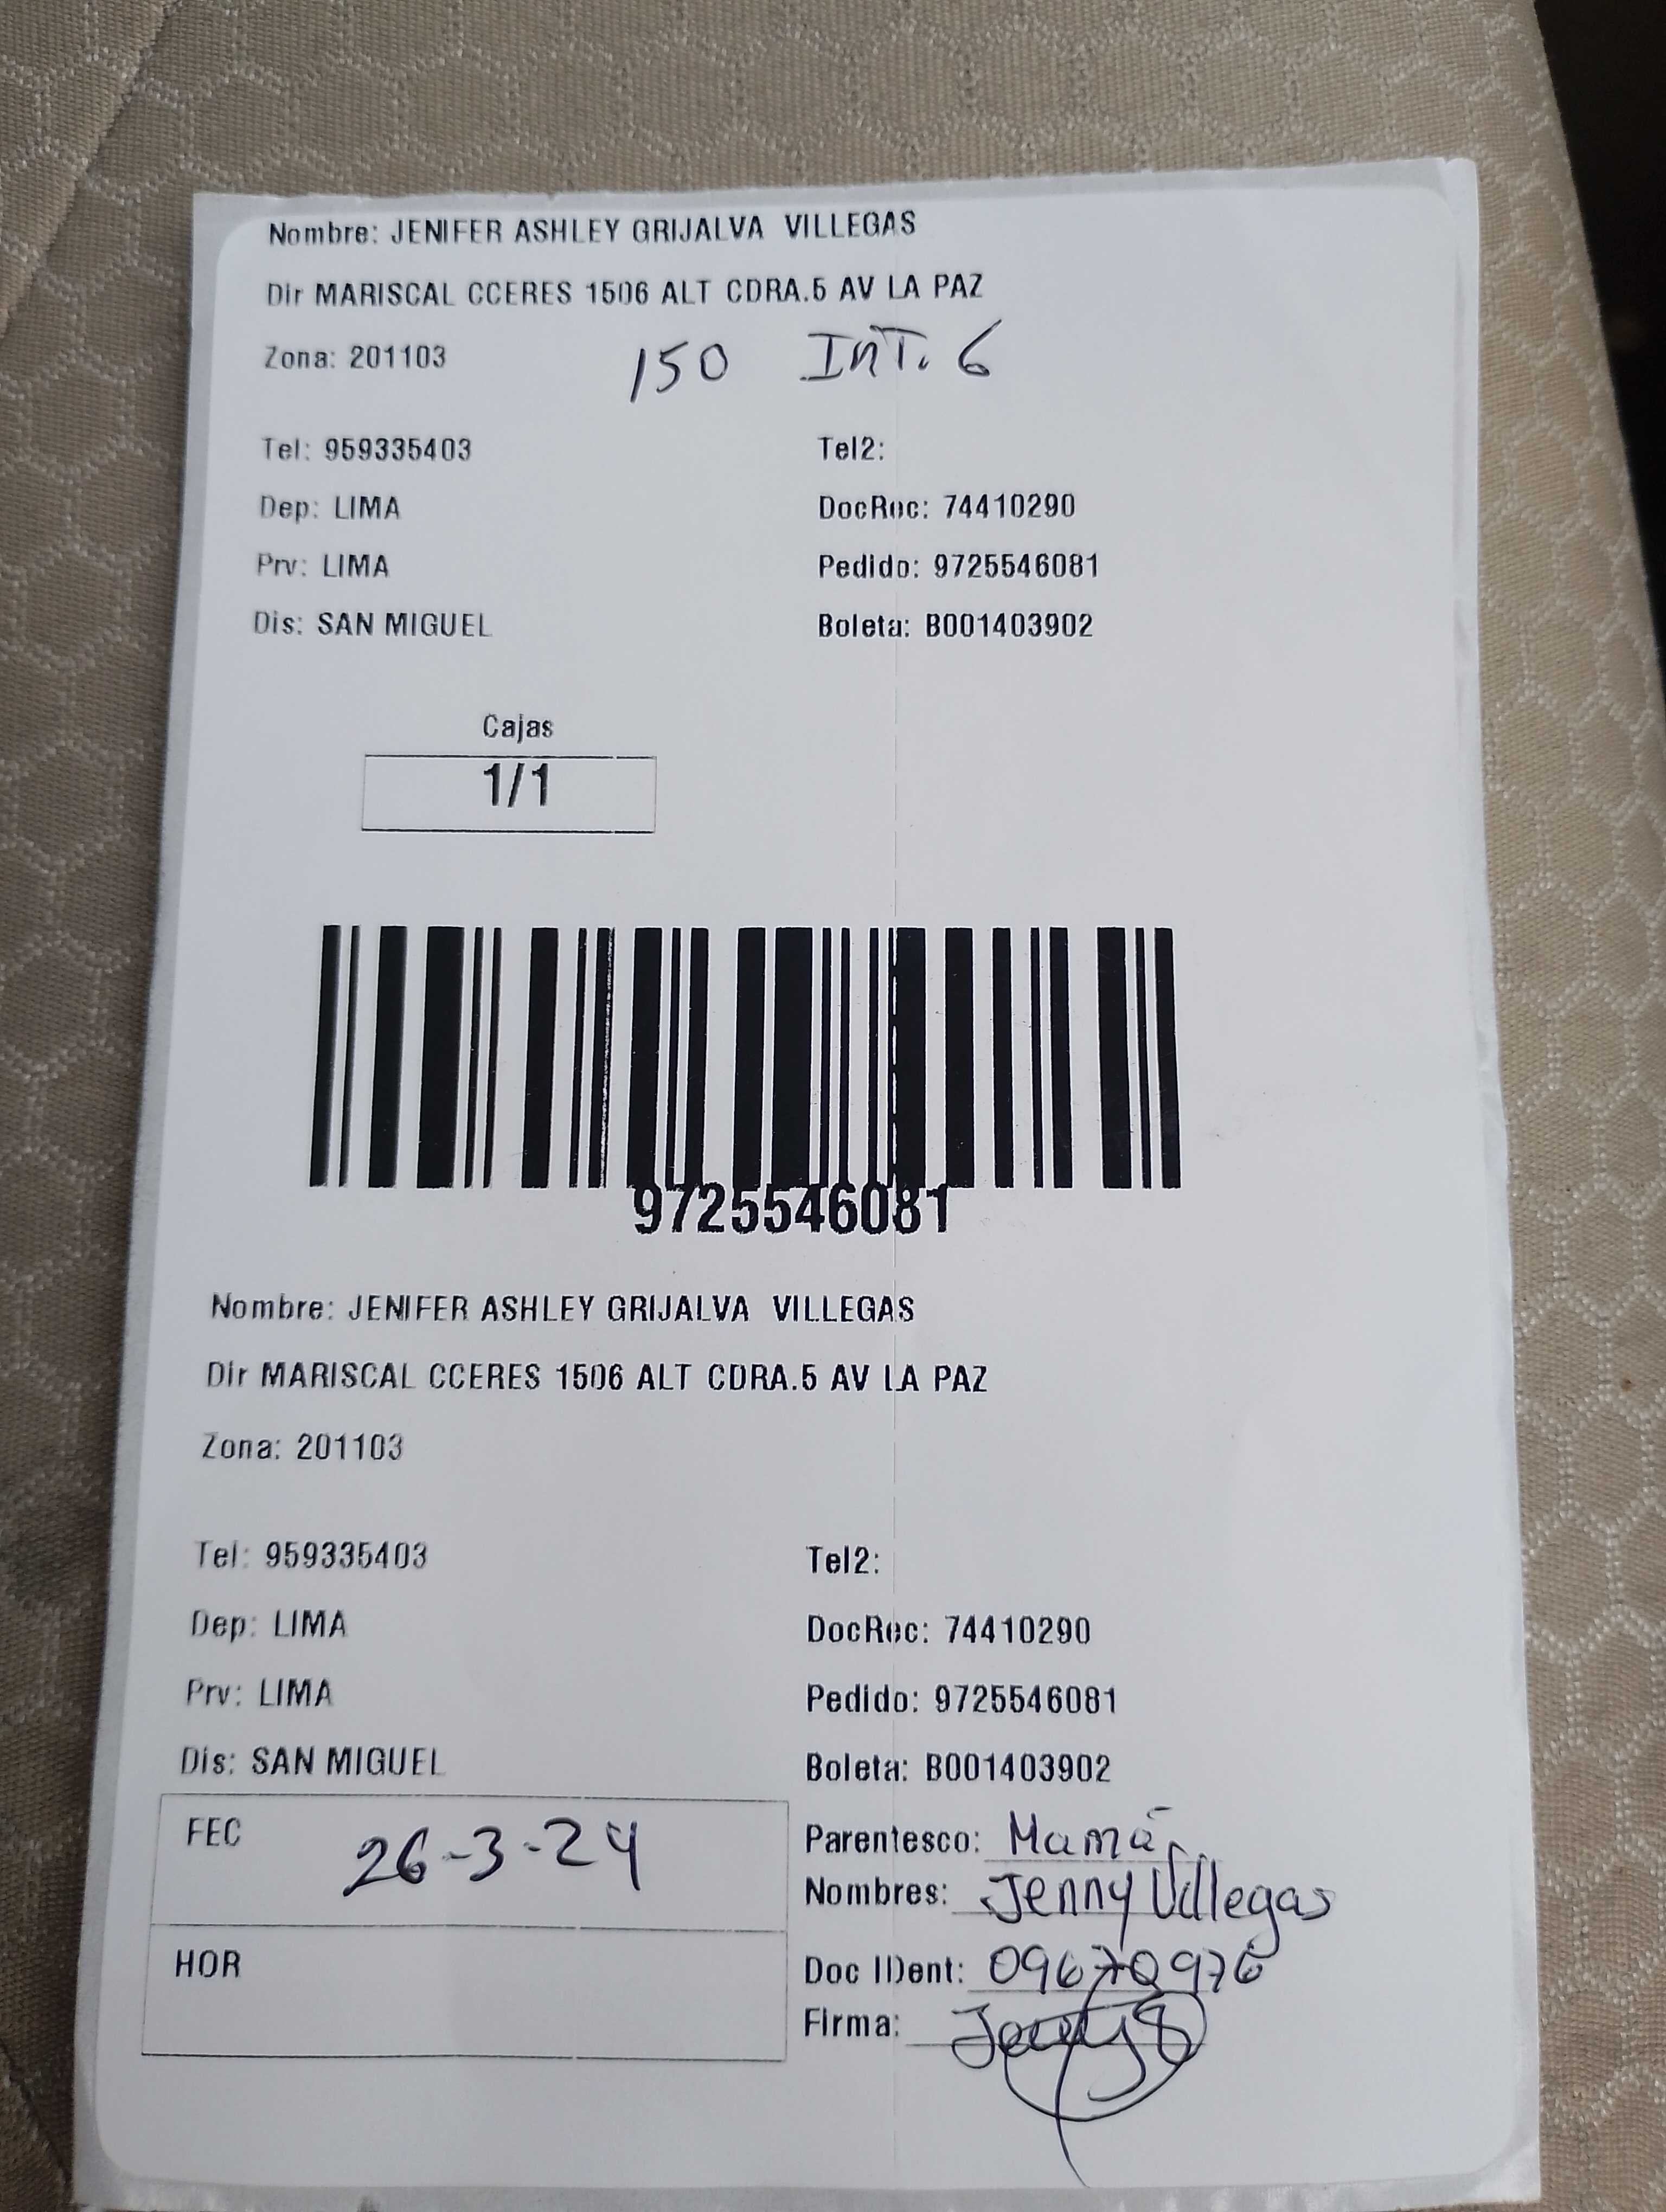 Nombre: JENIFER ASHLEY GRIJALVA VILLEGAS
Dir MARISCAL CCERES 1506 ALT CDRA.5 AV LA PAZ
Zona: 201103 150 INT. 6
Tel: 959335403 Tel2:
Dep: LIMA DocRec: 74410290
Prv: LIMA Pedido: 9725546081
Dis: SAN MIGUEL Boleta: B001403902
Cajas
1/1
9725546081
Nombre: JENIFER ASHLEY GRIJALVA VILLEGAS
Dir MARISCAL CCERES 1506 ALT CDRA.5 AV LA PAZ
Zona: 201103
Tel: 959335403 Tel2:
Dep: LIMA DocRec: 74410290
Prv: LIMA Pedido: 9725546081
Dis: SAN MIGUEL Boleta: B001403902
FEC 26-3-24 Parentesco: Mamá
Nombres: Jenny Villegas
HOR Doc IDent: 09670976
Firma: